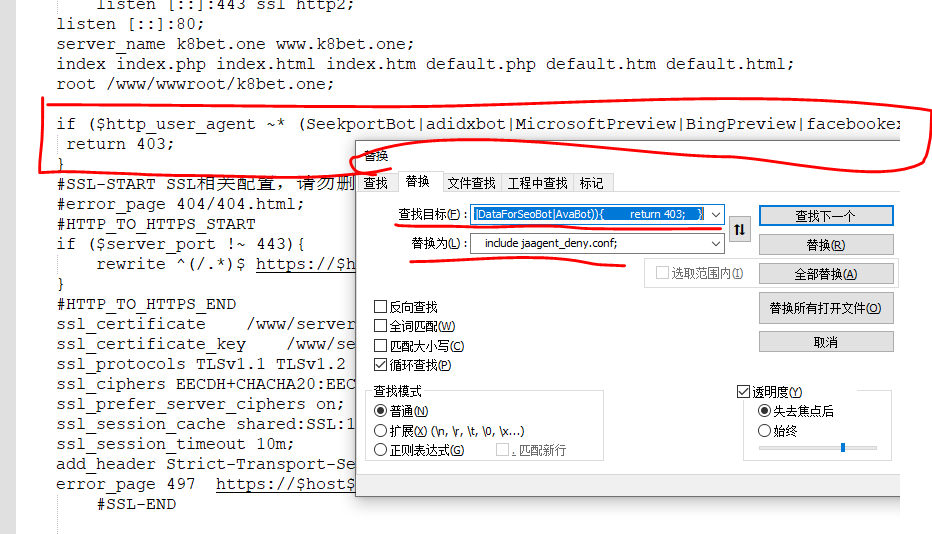 listen [::]:443 ssl http2;
listen [::]:80;
server_name k8bet.one www.k8bet.one;
index index.php index.html index.htm default.php default.htm default.html;
root /www/wwwroot/k8bet.one;
if ($http_user_agent ~* (SeekportBot|adidxbot|MicrosoftPreview|BingPreview|facebookex
return 403;
}
#SSL-START SSL相关配置，请勿删
#error_page 404/404.html;
#HTTP_TO_HTTPS_START
if ($server_port !~ 443){
rewrite ^(/.*)$ https://$h
}
#HTTP_TO_HTTPS_END
ssl_certificate /www/server
ssl_certificate_key /www/se
ssl_protocols TLSv1.1 TLSv1.2
ssl_ciphers EECDH+CHACHA20:EEC
ssl_prefer_server_ciphers on;
ssl_session_cache shared:SSL:1
ssl_session_timeout 10m;
add_header Strict-Transport-Se
error_page 497 https://$host$
#SSL-END
替换
查找 替换 文件查找 工程中查找 标记
查找目标(F)： |DataForSeoBot|AvaBot)){ return 403; }
查找下一个
替换为(L)： include jaagent_deny.conf;
替换(R)
选取范围内(I)
全部替换(A)
替换所有打开文件(O)
取消
反向查找
全词匹配(W)
匹配大小写(C)
循环查找(P)
查找模式
普通(N)
扩展(X) (\n, \r, \t, \0, \x...)
正则表达式(G)
. 匹配新行
透明度(Y)
失去焦点后
始终